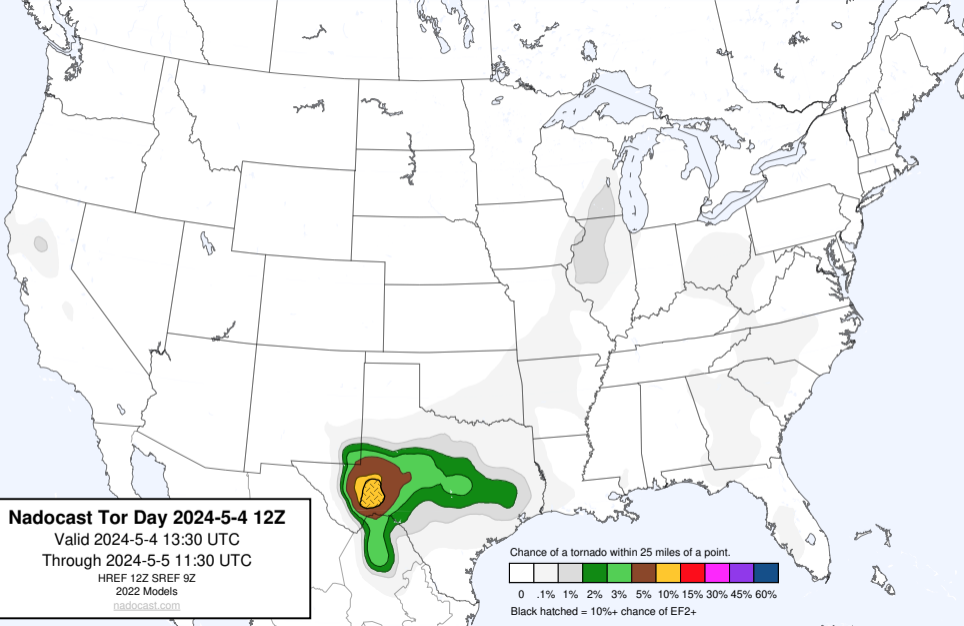 Nadocast Tor Day 2024-5-4 12Z
Valid 2024-5-4 13:30 UTC
Through 2024-5-5 11:30 UTC
HREF 12Z SREF 9Z
2022 Models
nadocast.com
Chance of a tornado within 25 miles of a point.
0 .1% 1% 2% 3% 5% 10% 15% 30% 45% 60%
Black hatched = 10%+ chance of EF2+